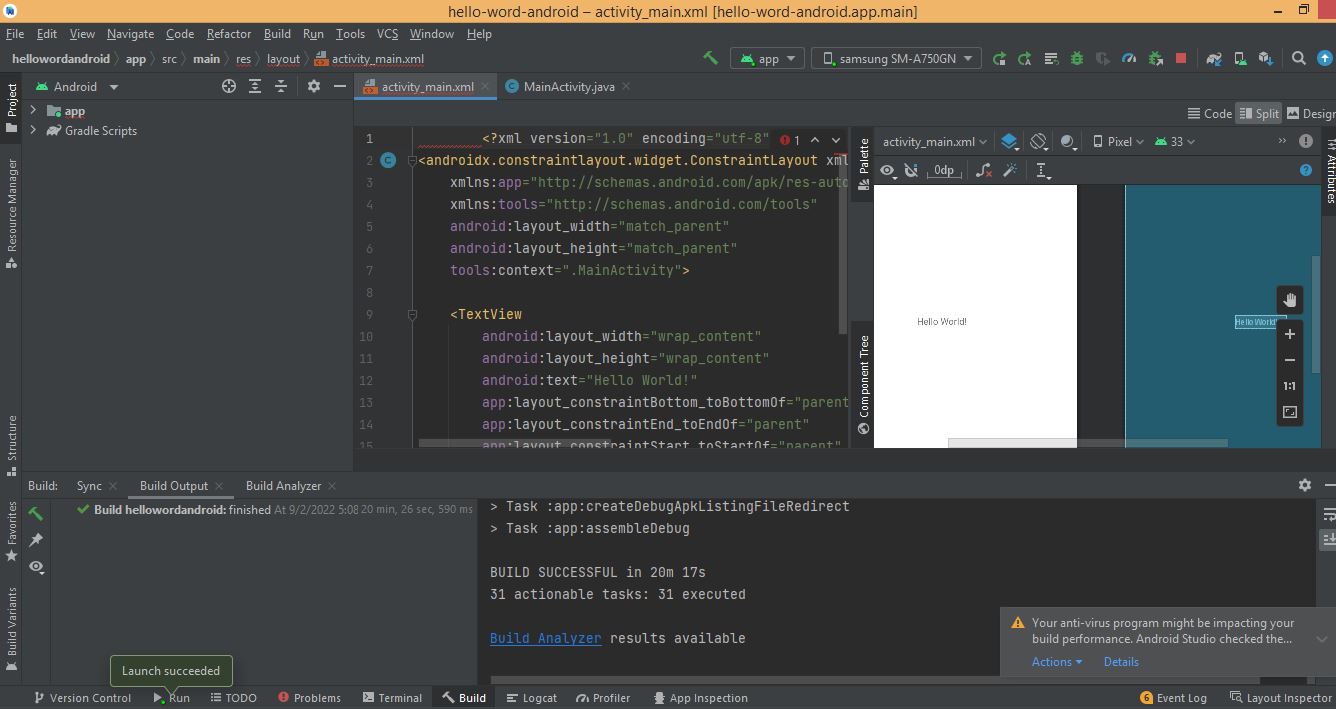 hello-word-android – activity_main.xml [hello-word-android.app.main]
File Edit View Navigate Code Refactor Build Run Tools VCS Window Help
hellowordandroid app src main res layout activity_main.xml
app samsung SM-A750GN
Project
Android
activity_main.xml MainActivity.java
app
Gradle Scripts
Code Split Design
1 <?xml version="1.0" encoding="utf-8" 1
2 <androidx.constraintlayout.widget.ConstraintLayout xml
3 xmlns:app="http://schemas.android.com/apk/res-auto
4 xmlns:tools="http://schemas.android.com/tools"
5 android:layout_width="match_parent"
6 android:layout_height="match_parent"
7 tools:context=".MainActivity">
8
9 <TextView
10 android:layout_width="wrap_content"
11 android:layout_height="wrap_content"
12 android:text="Hello World!"
13 app:layout_constraintBottom_toBottomOf="parent
14 app:layout_constraintEnd_toEndOf="parent"
15 app:layout_constraintStart_toStartOf="parent"
Palette
Component Tree
activity_main.xml Pixel 33
0dp
Hello World!
Hello World!
1:1
Attributes
Resource Manager
Structure
Favorites
Build Variants
Build: Sync Build Output Build Analyzer
Build hellowordandroid: finished At 9/2/2022 5:08 20 min, 26 sec, 590 ms
> Task :app:createDebugApkListingFileRedirect
> Task :app:assembleDebug
BUILD SUCCESSFUL in 20m 17s
31 actionable tasks: 31 executed
Build Analyzer results available
Your anti-virus program might be impacting your
build performance. Android Studio checked the...
Actions Details
Launch succeeded
Version Control Run TODO Problems Terminal Build Logcat Profiler App Inspection 6 Event Log Layout Inspector